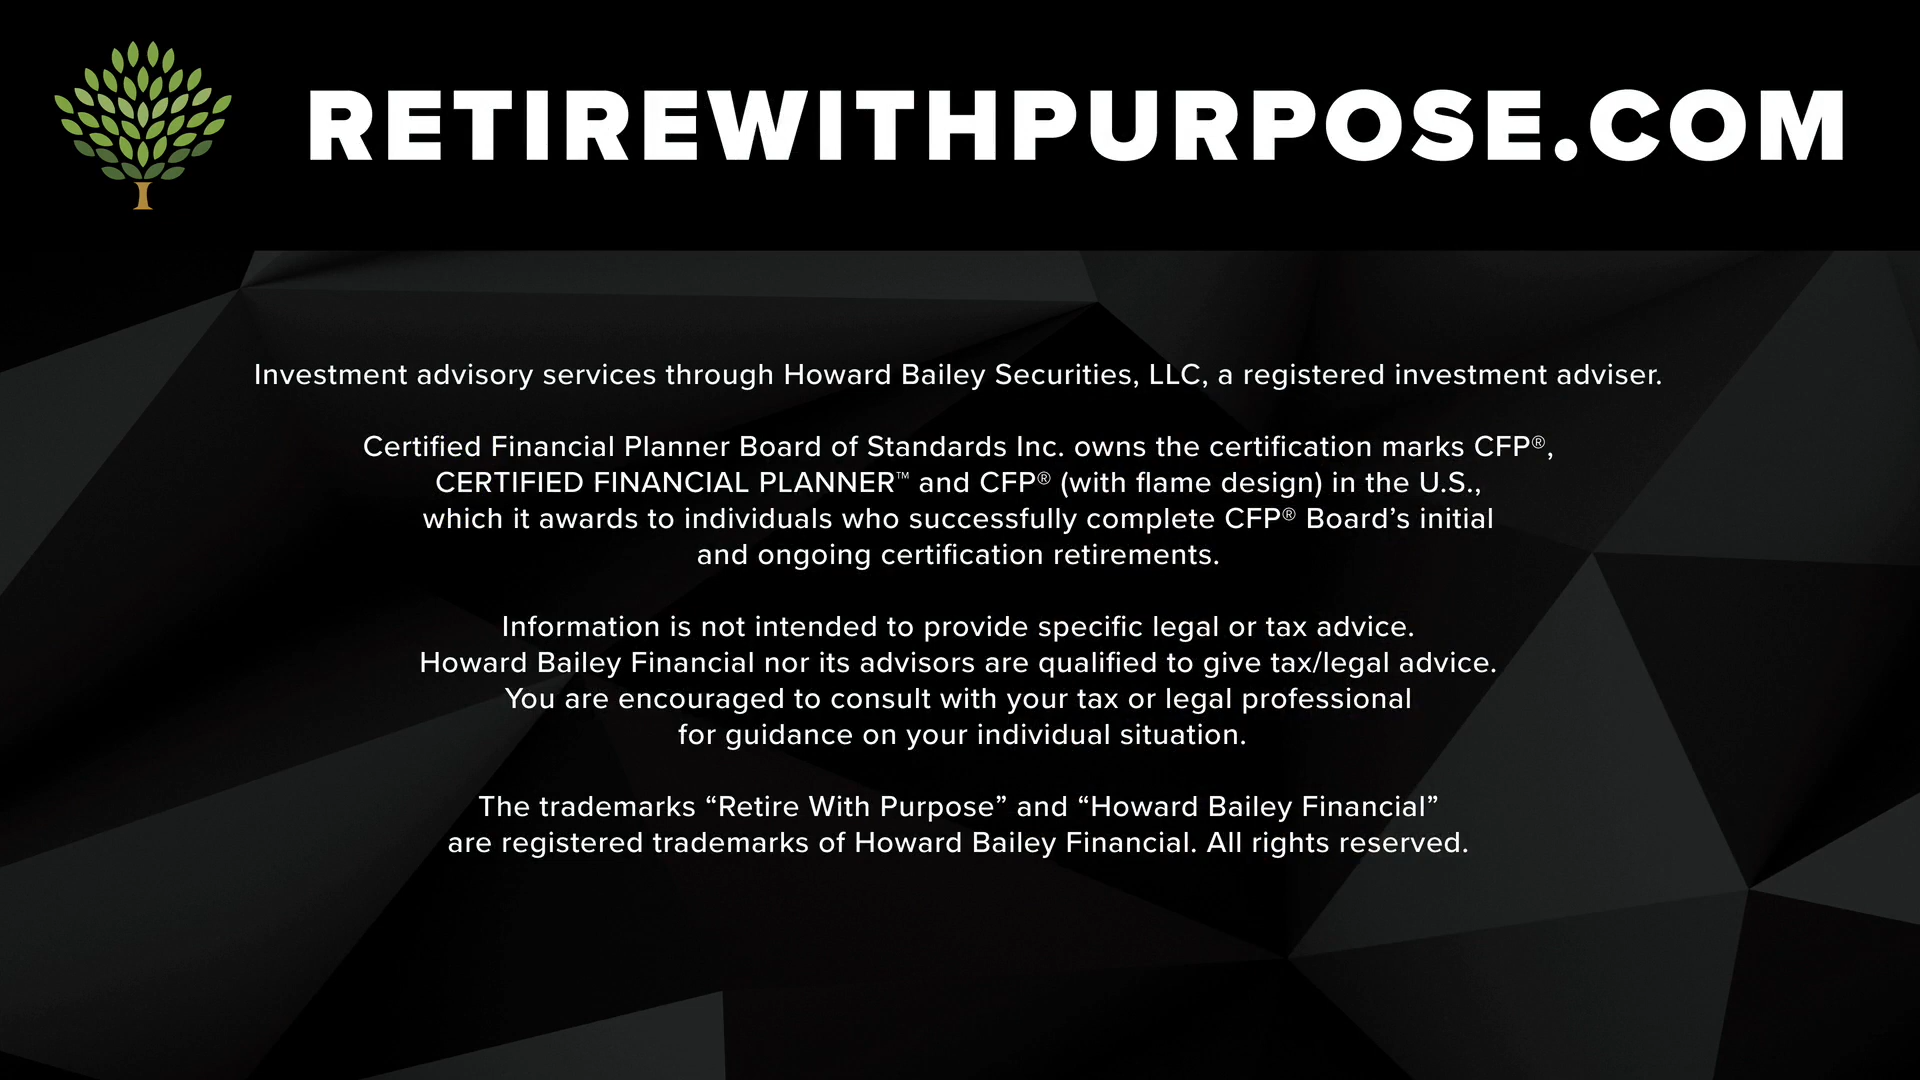 RETIREWITHPURPOSE.COM
Investment advisory services through Howard Bailey Securities, LLC, a registered investment adviser.
Certified Financial Planner Board of Standards Inc. owns the certification marks CFP®,
CERTIFIED FINANCIAL PLANNER™ and CFP® (with flame design) in the U.S.,
which it awards to individuals who successfully complete CFP® Board’s initial
and ongoing certification retirements.
Information is not intended to provide specific legal or tax advice.
Howard Bailey Financial nor its advisors are qualified to give tax/legal advice.
You are encouraged to consult with your tax or legal professional
for guidance on your individual situation.
The trademarks “Retire With Purpose” and “Howard Bailey Financial”
are registered trademarks of Howard Bailey Financial. All rights reserved.